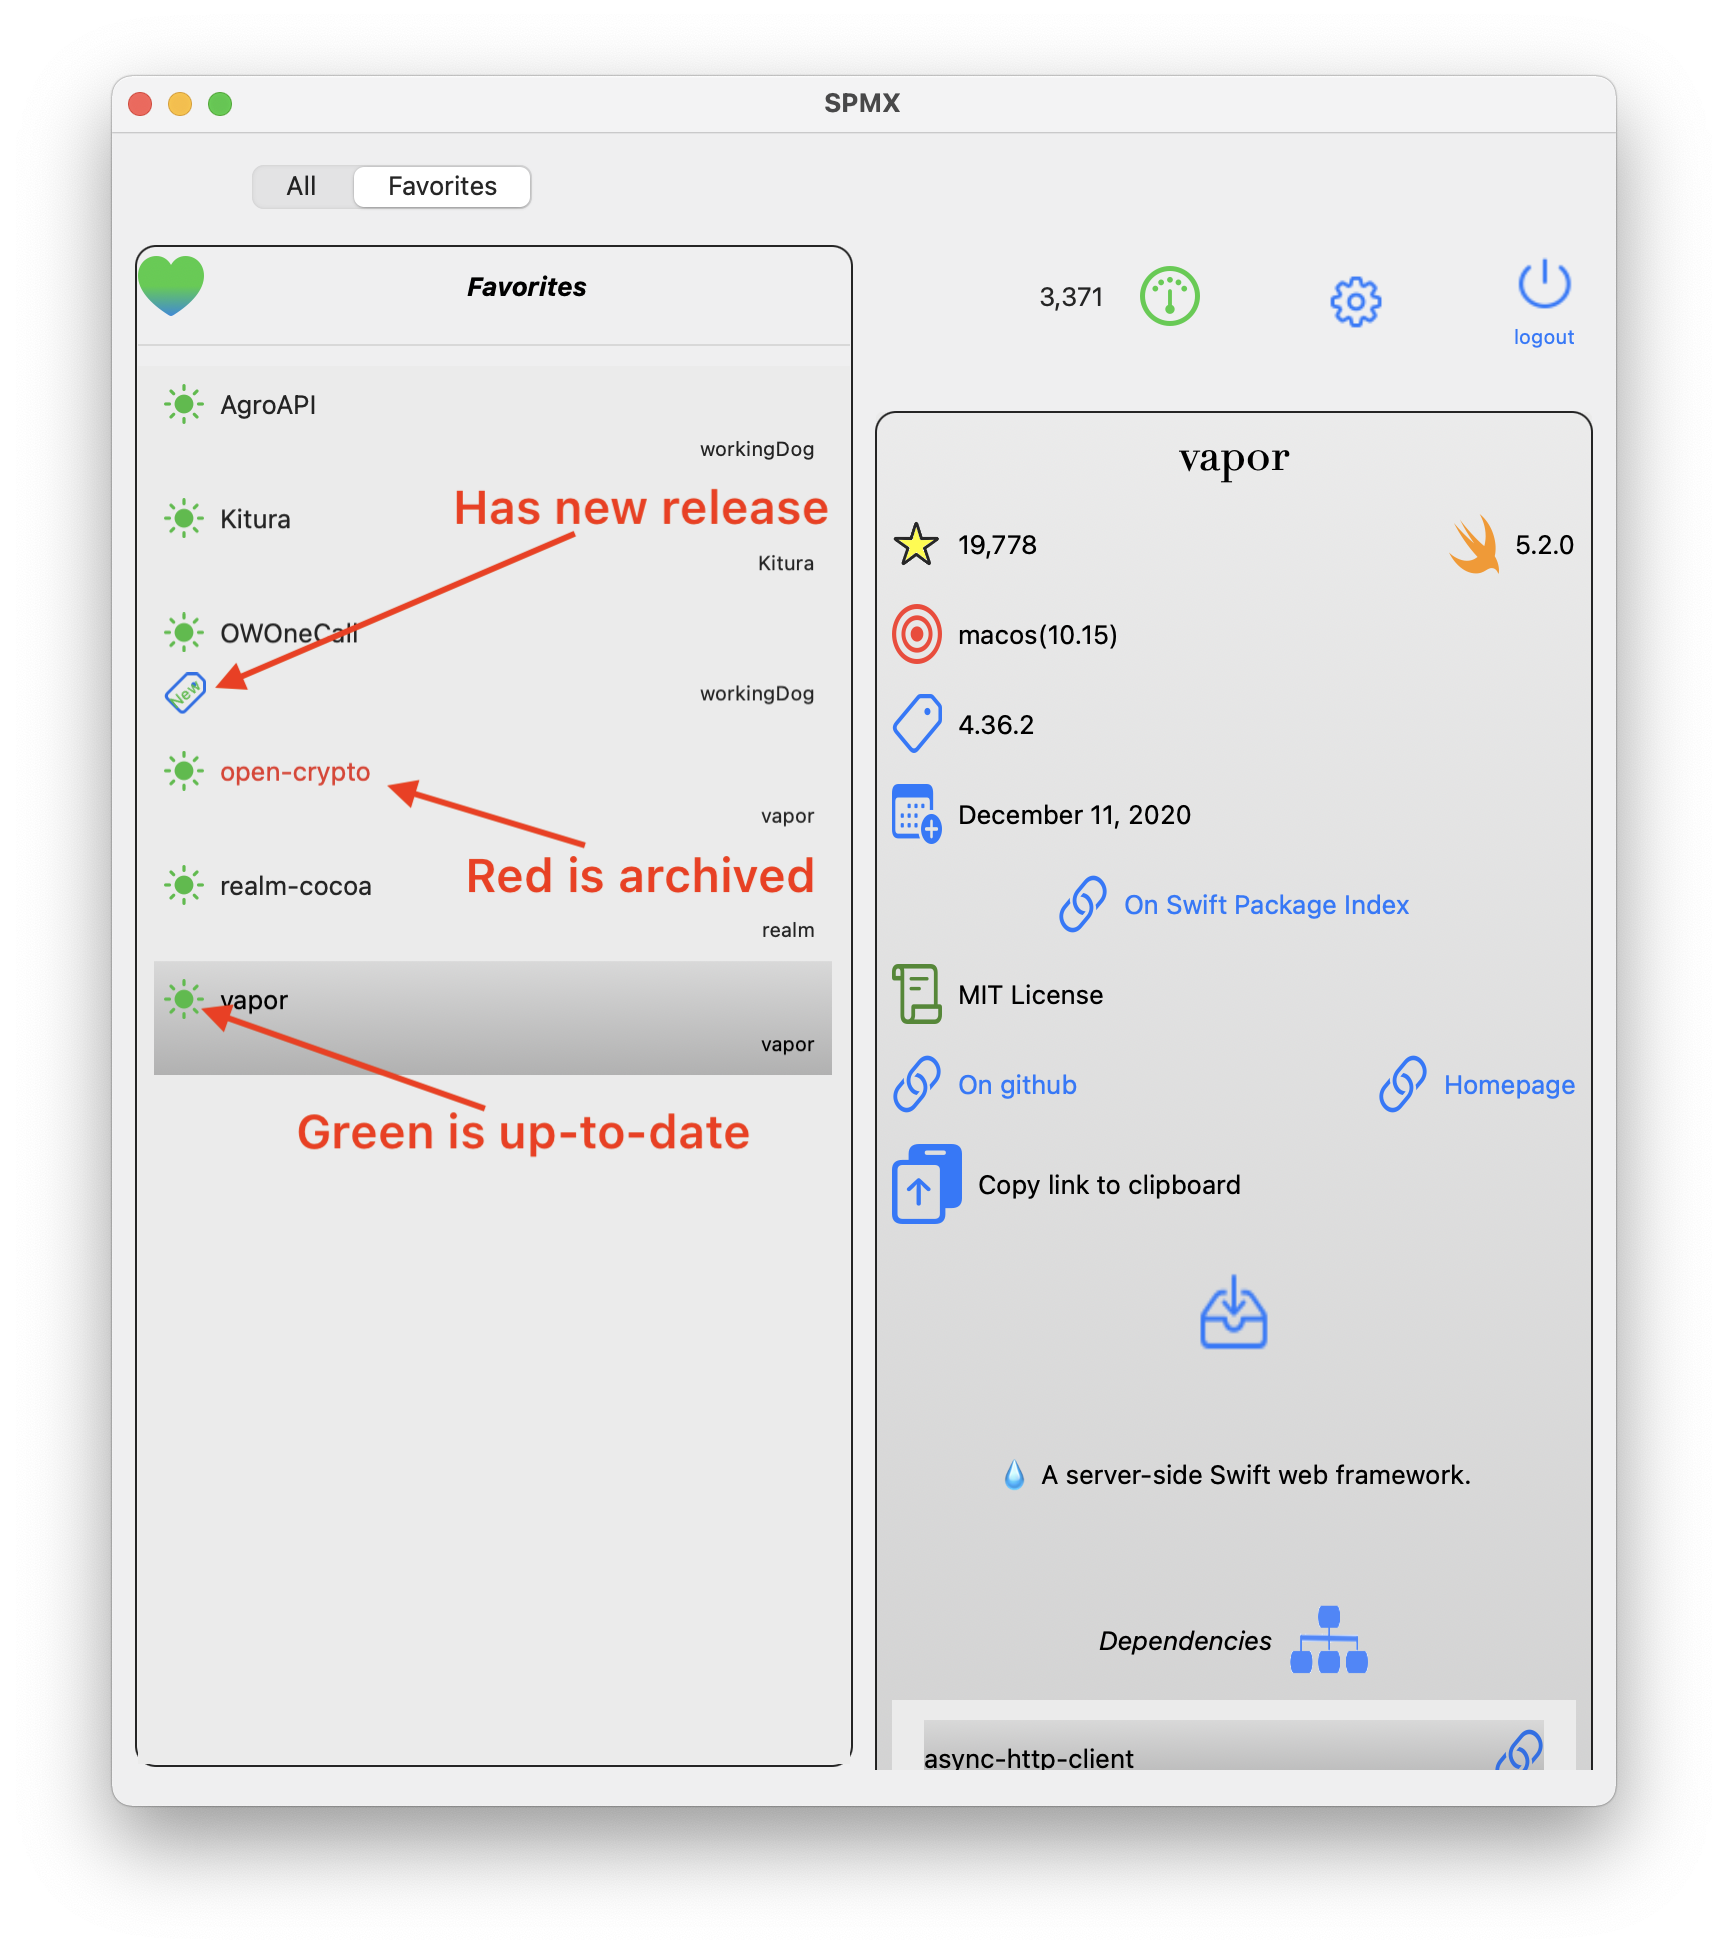 SPMX
All Favorites
Favorites
3,371
logout
AgroAPI
workingDog
Has new release
Kitura
Kitura
OWOneCall
New
workingDog
open-crypto
vapor
Red is archived
realm-cocoa
realm
vapor
vapor
Green is up-to-date
vapor
19,778 5.2.0
macos(10.15)
4.36.2
December 11, 2020
On Swift Package Index
MIT License
On github Homepage
Copy link to clipboard
A server-side Swift web framework.
Dependencies
async-http-client